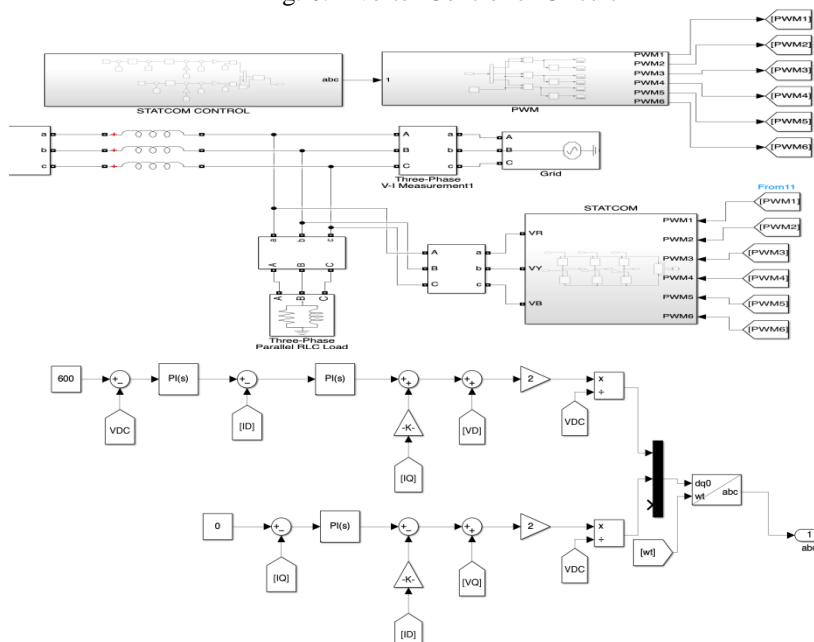 [PWM1]
[PWM2]
[PWM3]
[PWM4]
[PWM5]
[PWM6]
abc
STATCOM CONTROL
1
PWM
PWM1
PWM2
PWM3
PWM4
PWM5
PWM6
a
b
c
A
B
C
a
b
c
Three-Phase
V-I Measurement1
A
B
C
Grid
From11
STATCOM
VR
VY
VB
PWM1
PWM2
PWM3
PWM4
PWM5
PWM6
[PWM1]
[PWM2]
[PWM3]
[PWM4]
[PWM5]
[PWM6]
a
b
c
A
B
C
A
B
C
a
b
c
A
B
C
Three-Phase
Parallel RLC Load
600
PI(s)
PI(s)
2
x
÷
VDC
[ID]
-K-
[IQ]
[VD]
VDC
0
PI(s)
2
x
÷
[IQ]
-K-
[ID]
[VQ]
VDC
dq0
wt
abc
[wt]
1